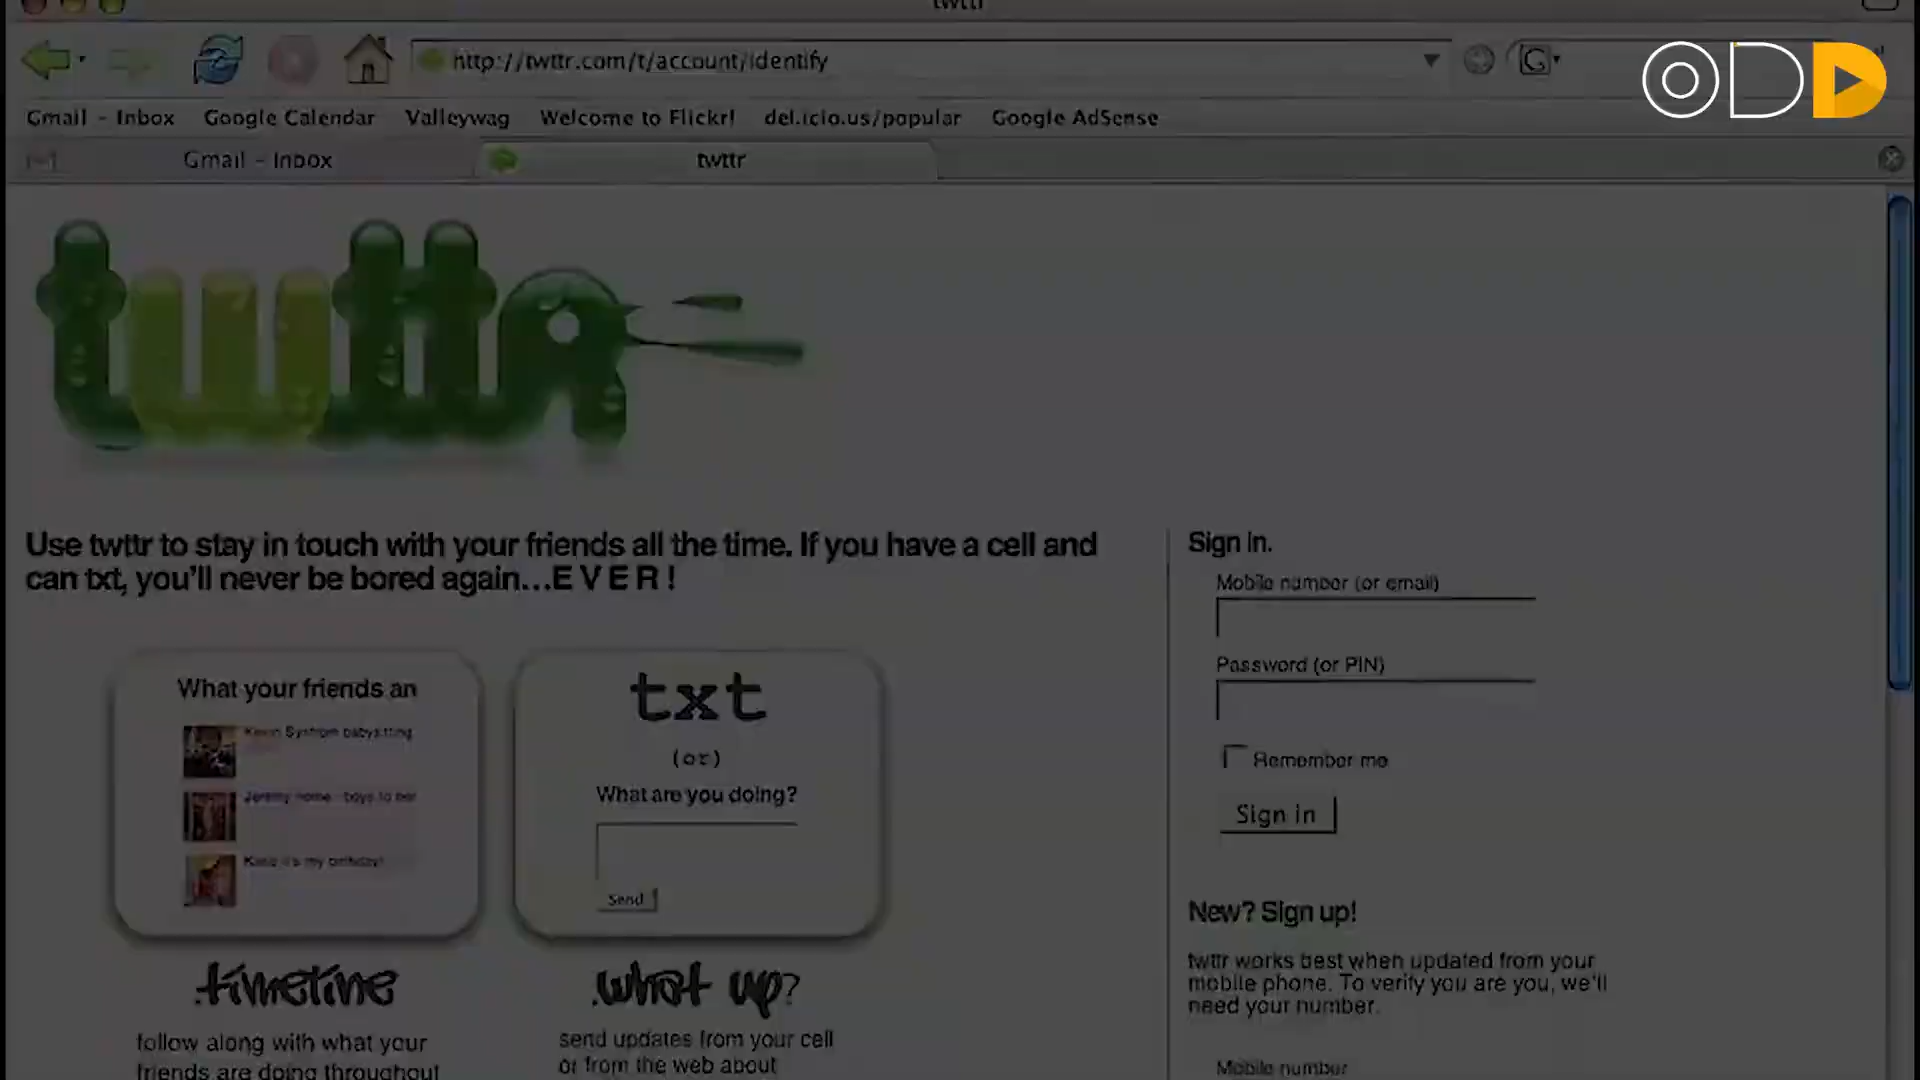 twttr
http://twttr.com/t/account/identify
ODD
Gmail - Inbox Google Calendar Valleywag Welcome to Flickr! del.icio.us/popular Google AdSense
Gmail - Inbox twttr
twttr
Use twttr to stay in touch with your friends all the time. If you have a cell and
can txt, you'll never be bored again...E V E R !
What your friends an
Kevin Systrom babysitting
Kate it's my birthday!
txt
(or)
What are you doing?
Send
.timeline
follow along with what your
friends are doing throughout
.what up?
send updates from your cell
or from the web about
Sign in.
Mobile number (or email)
Password (or PIN)
Remember me
Sign in
New? Sign up!
twttr works best when updated from your
mobile phone. To verify you are you, we'll
need your number.
Mobile number